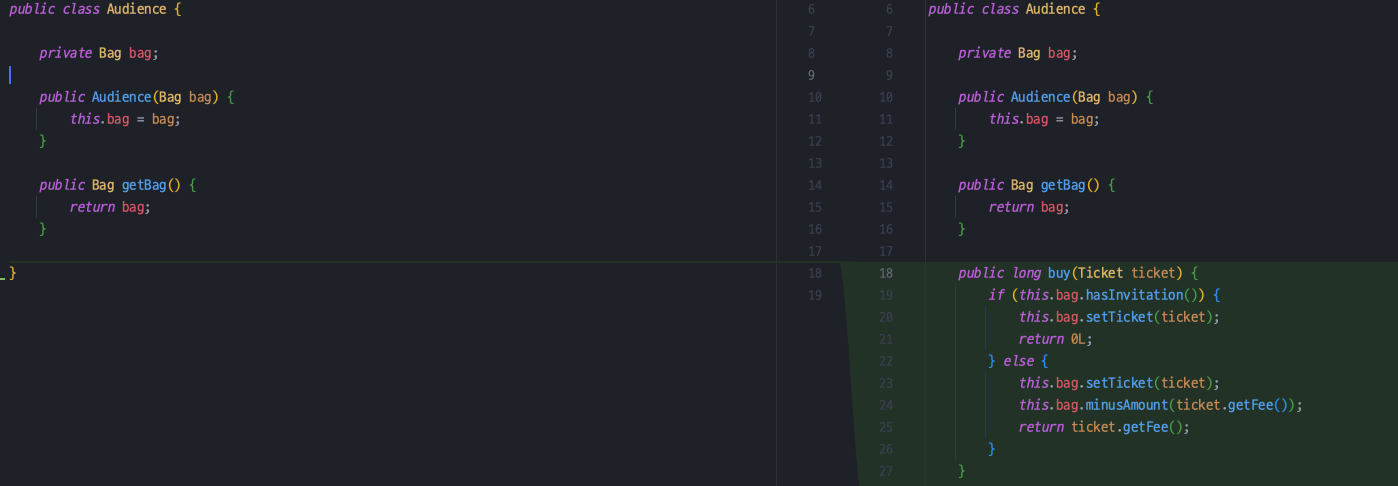 public class Audience {
    private Bag bag;
    public Audience(Bag bag) {
        this.bag = bag;
    }
    public Bag getBag() {
        return bag;
    }
}
6
7
8
9
10
11
12
13
14
15
16
17
18
19
6 public class Audience {
7
8     private Bag bag;
9
10     public Audience(Bag bag) {
11         this.bag = bag;
12     }
13
14     public Bag getBag() {
15         return bag;
16     }
17
18     public long buy(Ticket ticket) {
19         if (this.bag.hasInvitation()) {
20             this.bag.setTicket(ticket);
21             return 0L;
22         } else {
23             this.bag.setTicket(ticket);
24             this.bag.minusAmount(ticket.getFee());
25             return ticket.getFee();
26         }
27     }